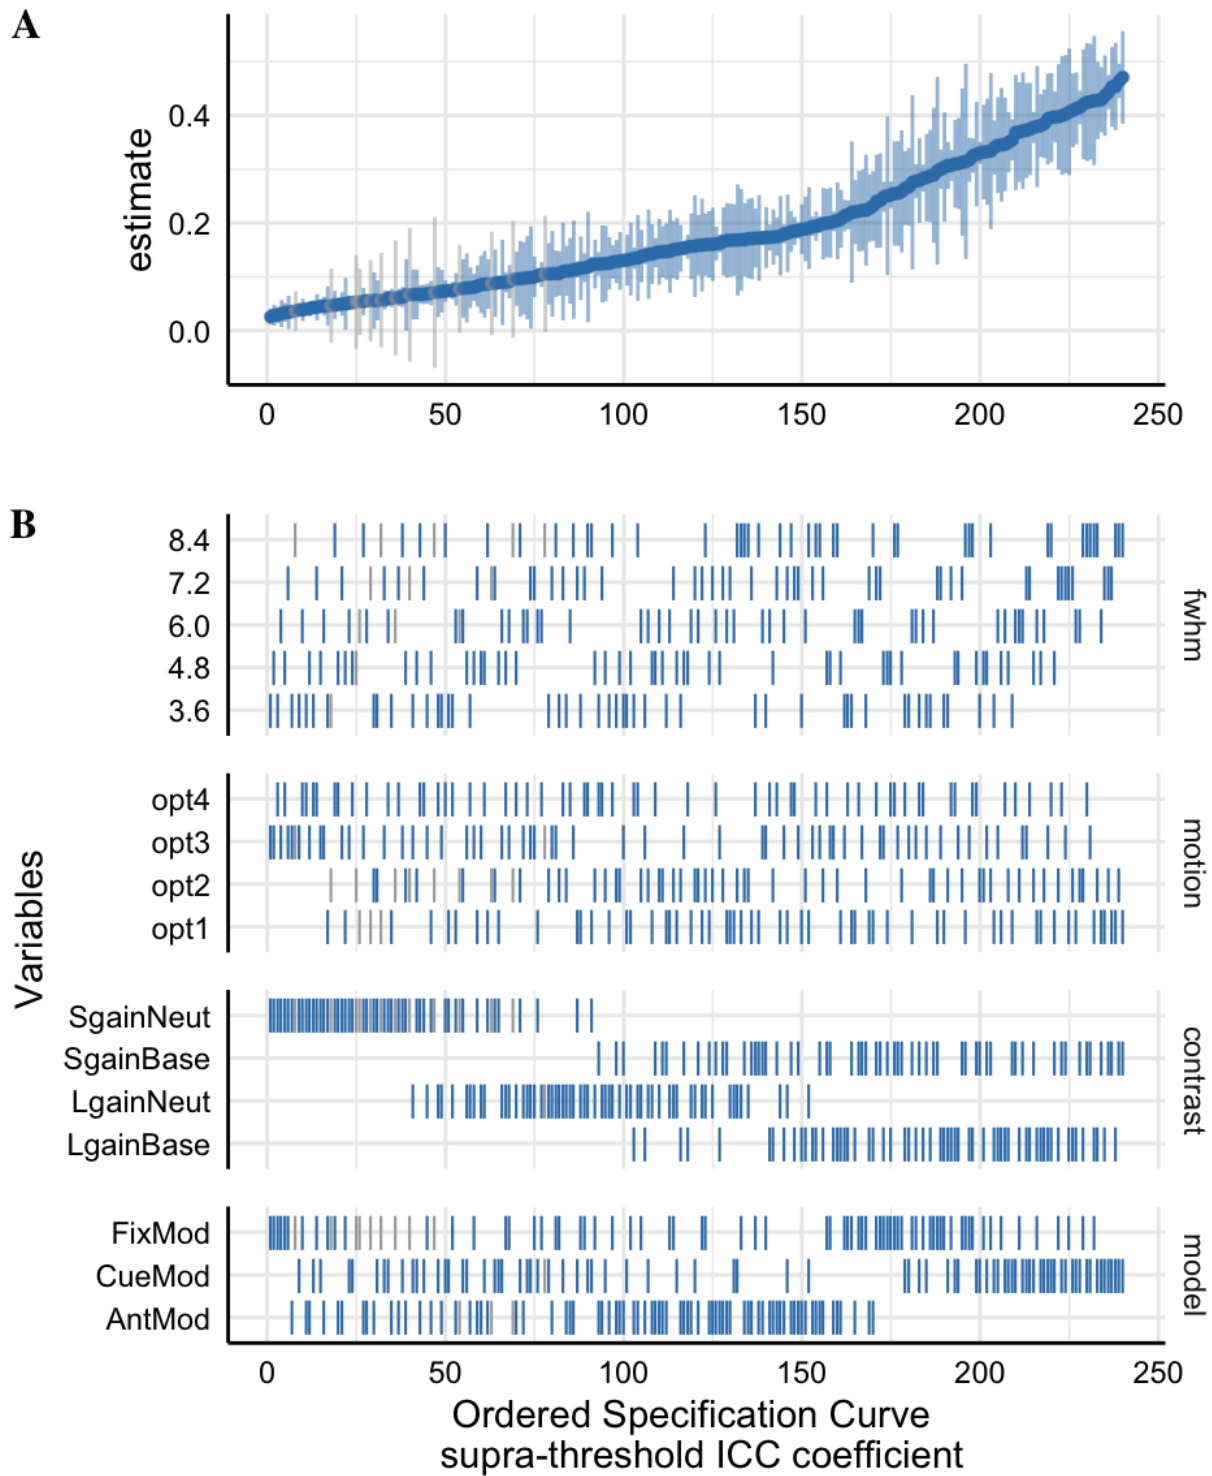 A
estimate
0.4
0.2
0.0
0 50 100 150 200 250
B
Variables
8.4
7.2
6.0
4.8
3.6
fwhm
opt4
opt3
opt2
opt1
motion
SgainNeut
SgainBase
LgainNeut
LgainBase
contrast
FixMod
CueMod
AntMod
model
0 50 100 150 200 250
Ordered Specification Curve
supra-threshold ICC coefficient